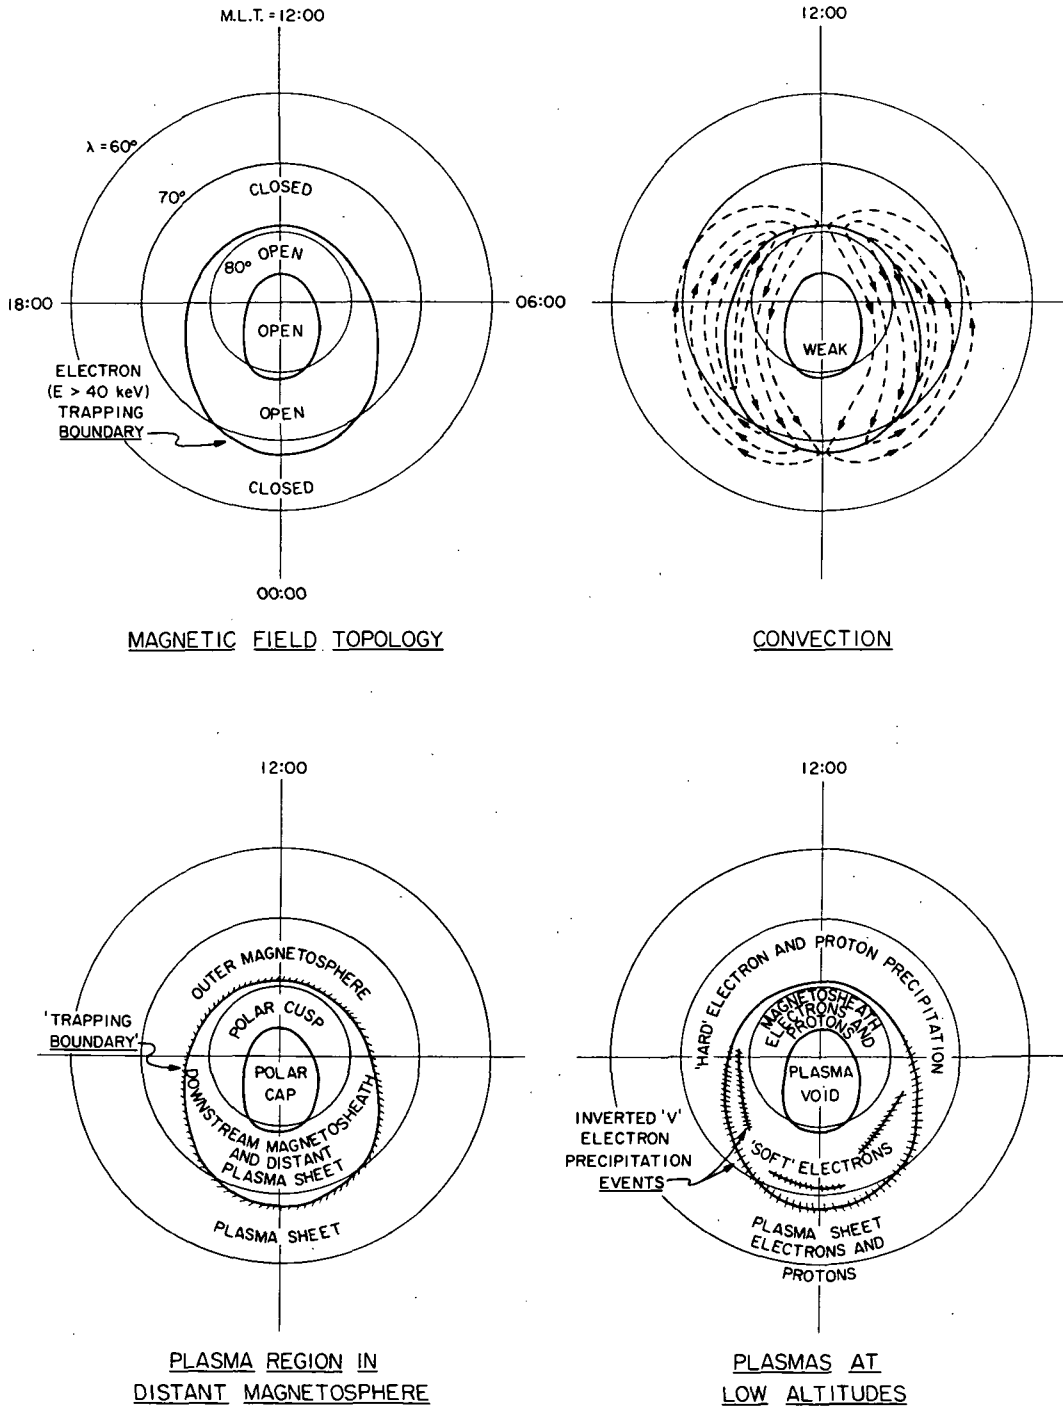 M.L.T. = 12:00
λ = 60°
70°
CLOSED
OPEN
80°
18:00
06:00
OPEN
ELECTRON
(E > 40 keV)
TRAPPING
BOUNDARY
OPEN
CLOSED
00:00
MAGNETIC FIELD TOPOLOGY
12:00
WEAK
CONVECTION
12:00
OUTER MAGNETOSPHERE
POLAR CUSP
'TRAPPING
BOUNDARY'
POLAR
CAP
DOWNSTREAM MAGNETOSHEATH
AND DISTANT
PLASMA SHEET
PLASMA SHEET
PLASMA REGION IN
DISTANT MAGNETOSPHERE
12:00
'HARD' ELECTRON AND PROTON PRECIPITATION
MAGNETOSHEATH
ELECTRONS AND
PROTONS
PLASMA
VOID
INVERTED 'V'
ELECTRON
PRECIPITATION
EVENTS
'SOFT' ELECTRONS
PLASMA SHEET
ELECTRONS AND
PROTONS
PLASMAS AT
LOW ALTITUDES